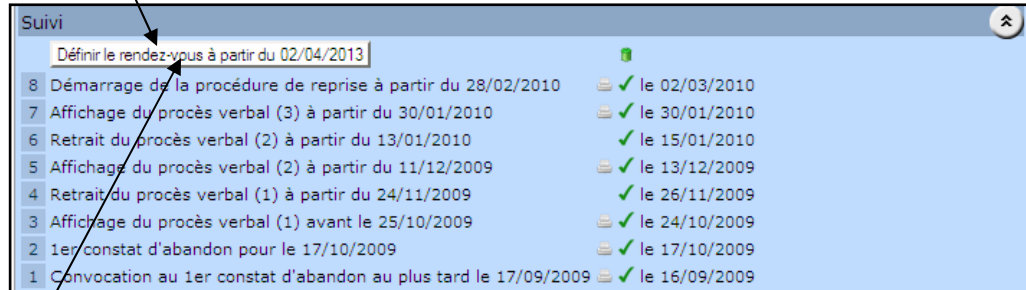 Suivi
Définir le rendez-vous à partir du 02/04/2013
8 Démarrage de la procédure de reprise à partir du 28/02/2010 le 02/03/2010
7 Affichage du procès verbal (3) à partir du 30/01/2010 le 30/01/2010
6 Retrait du procès verbal (2) à partir du 13/01/2010 le 15/01/2010
5 Affichage du procès verbal (2) à partir du 11/12/2009 le 13/12/2009
4 Retrait du procès verbal (1) à partir du 24/11/2009 le 26/11/2009
3 Affichage du procès verbal (1) avant le 25/10/2009 le 24/10/2009
2 1er constat d'abandon pour le 17/10/2009 le 17/10/2009
1 Convocation au 1er constat d'abandon au plus tard le 17/09/2009 le 16/09/2009